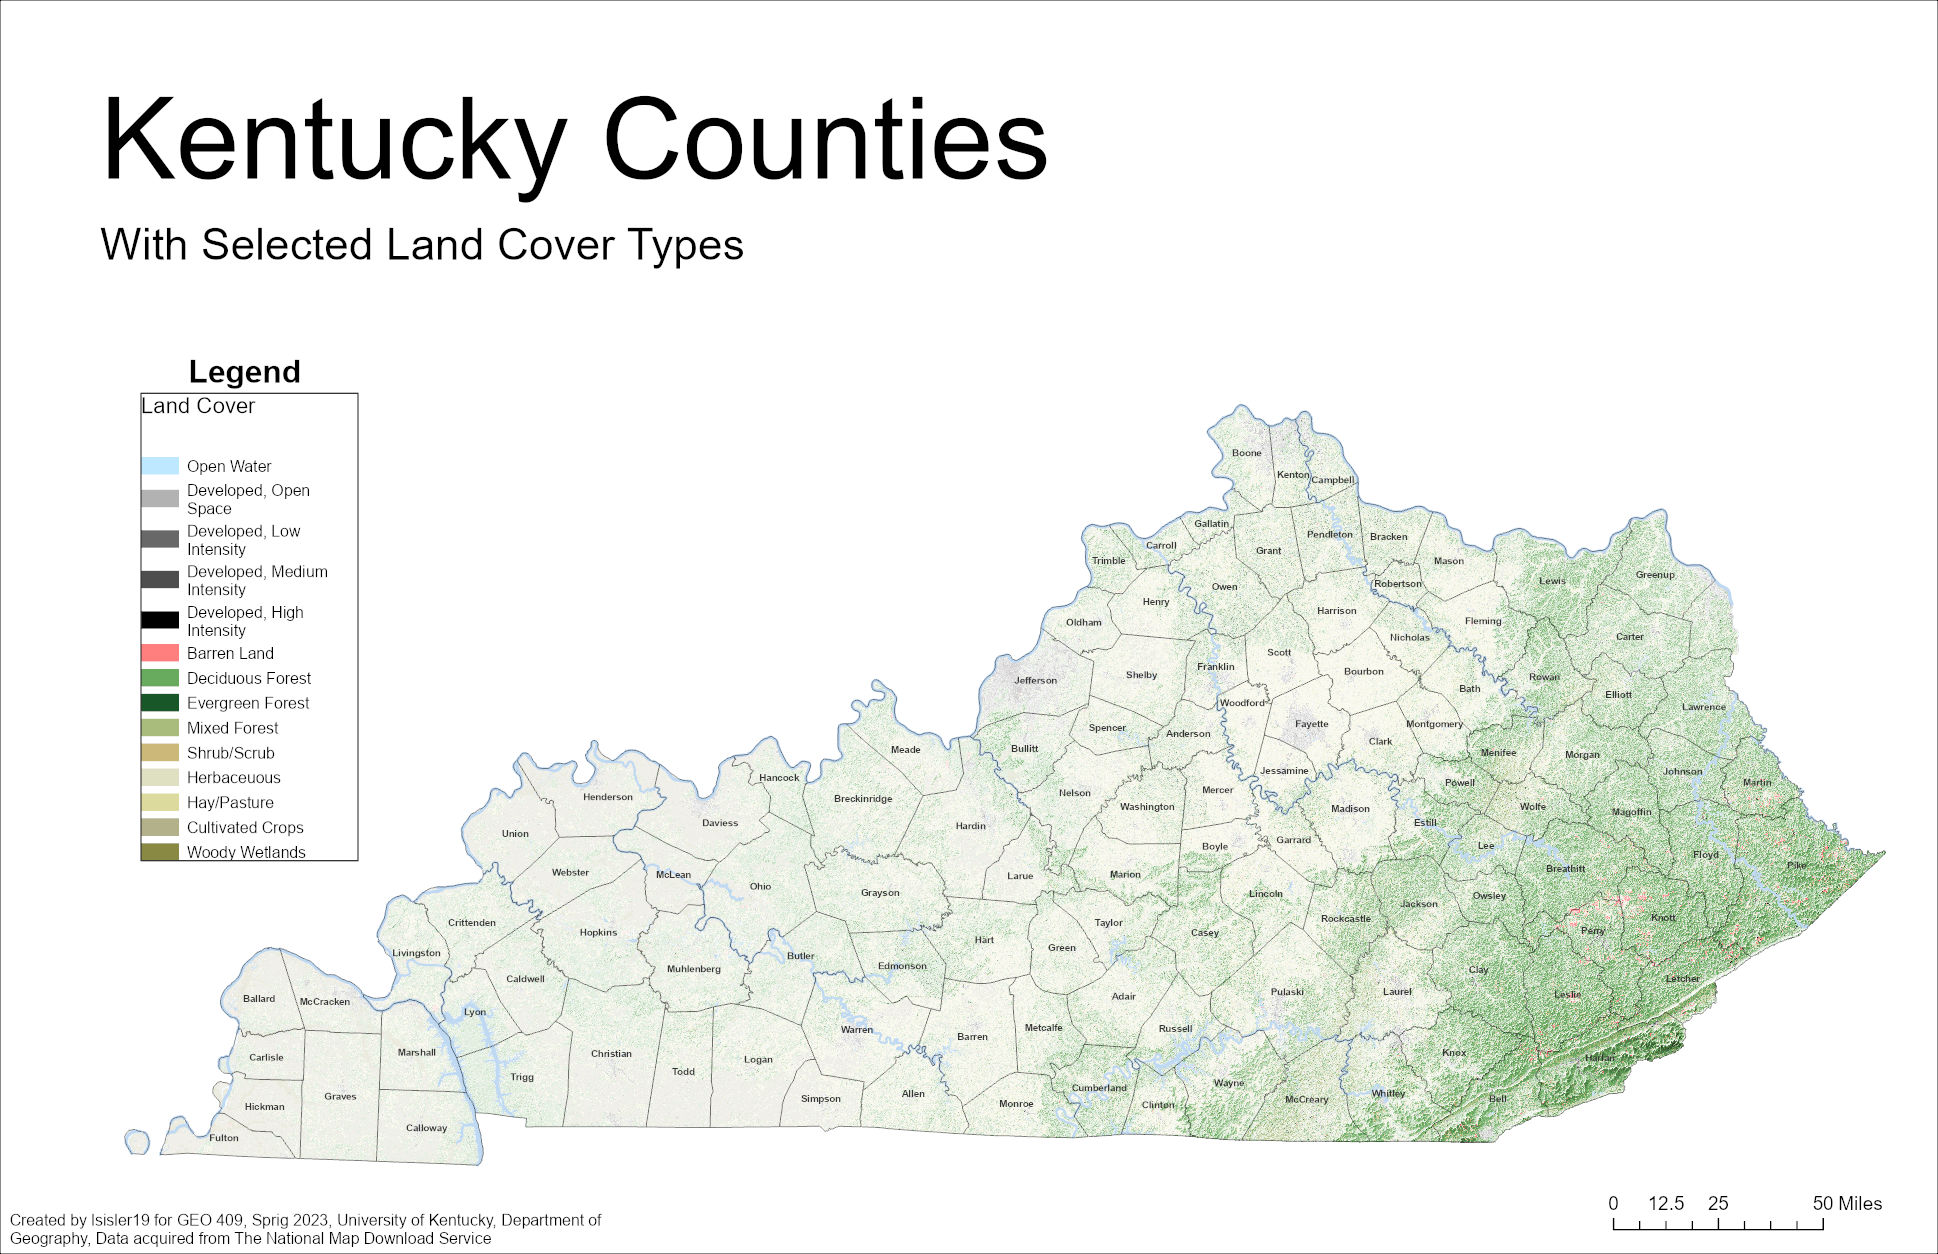 Kentucky Counties
With Selected Land Cover Types
Legend
Land Cover
Open Water
Developed, Open
Space
Developed, Low
Intensity
Developed, Medium
Intensity
Developed, High
Intensity
Barren Land
Deciduous Forest
Evergreen Forest
Mixed Forest
Shrub/Scrub
Herbaceuous
Hay/Pasture
Cultivated Crops
Woody Wetlands
Boone
Kenton
Campbell
Gallatin
Carroll
Grant
Pendleton
Bracken
Trimble
Mason
Robertson
Lewis
Greenup
Owen
Henry
Harrison
Oldham
Fleming
Nicholas
Carter
Scott
Franklin
Bourbon
Shelby
Jefferson
Bath
Rowan
Elliott
Woodford
Lawrence
Fayette
Montgomery
Spencer
Anderson
Clark
Bullitt
Meade
Menifee
Morgan
Jessamine
Johnson
Hancock
Powell
Martin
Mercer
Nelson
Henderson
Breckinridge
Washington
Madison
Wolfe
Magoffin
Daviess
Hardin
Estill
Union
Garrard
Boyle
Lee
Floyd
Pike
Breathitt
Webster
McLean
Larue
Marion
Ohio
Grayson
Lincoln
Owsley
Jackson
Crittenden
Taylor
Rockcastle
Knott
Hopkins
Casey
Perry
Hart
Green
Livingston
Butler
Edmonson
Muhlenberg
Clay
Caldwell
Letcher
Pulaski
Laurel
Leslie
Adair
Ballard
McCracken
Lyon
Warren
Metcalfe
Russell
Barren
Marshall
Christian
Knox
Carlisle
Logan
Harlan
Todd
Trigg
Wayne
Cumberland
Graves
Allen
Whitley
Simpson
McCreary
Bell
Monroe
Clinton
Hickman
Calloway
Fulton
0 12.5 25 50 Miles
Created by Isisler19 for GEO 409, Sprig 2023, University of Kentucky, Department of
Geography, Data acquired from The National Map Download Service